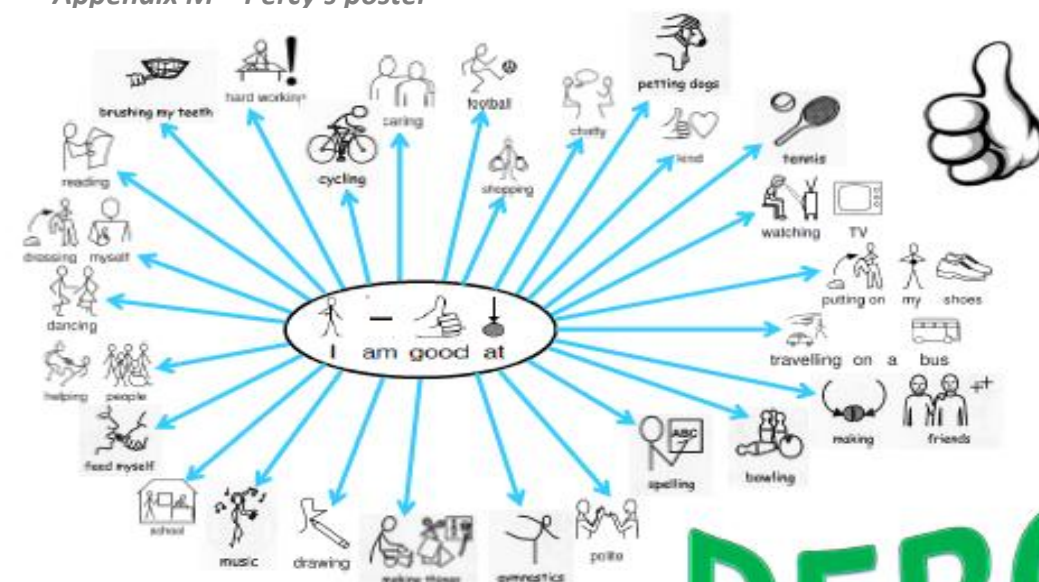 Appendix M – Percy's poster
brushing my teeth
hard working
cycling
caring
football
shopping
chatty
petting dogs
kind
tennis
watching TV
putting on my shoes
travelling on a bus
making friends
bowling
spelling
polite
gymnastics
making things
drawing
music
school
feed myself
helping people
dancing
dressing myself
reading
I am good at
ABC